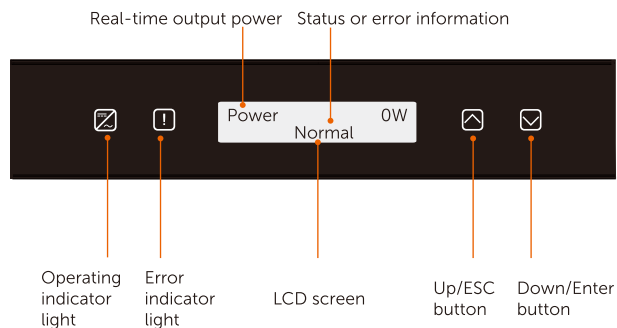 Real-time output power
Status or error information
Power 0W
Normal
Operating
indicator
light
Error
indicator
light
LCD screen
Up/ESC
button
Down/Enter
button